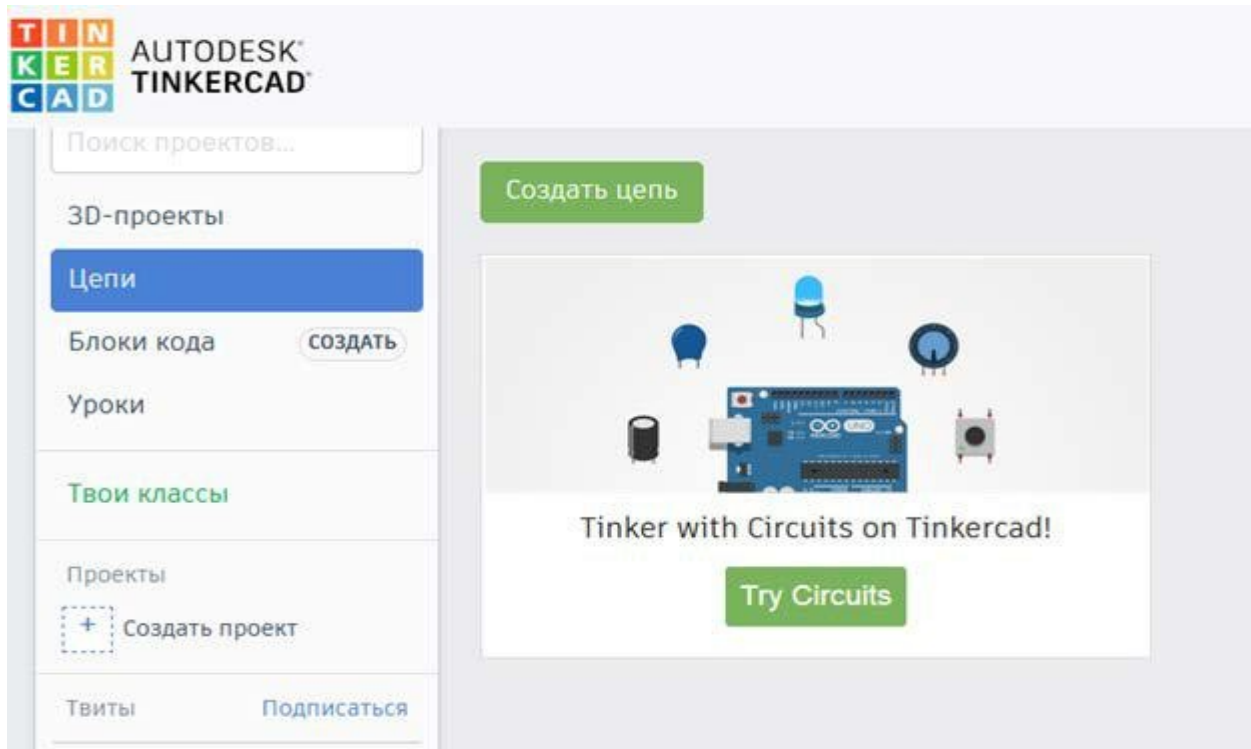 TIN
KER
CAD
AUTODESK®
TINKERCAD®
Поиск проектов...
3D-проекты
Цепи
Блоки кода СОЗДАТЬ
Уроки
Твои классы
Проекты
+ Создать проект
Твиты Подписаться
Создать цепь
UNO
Tinker with Circuits on Tinkercad!
Try Circuits